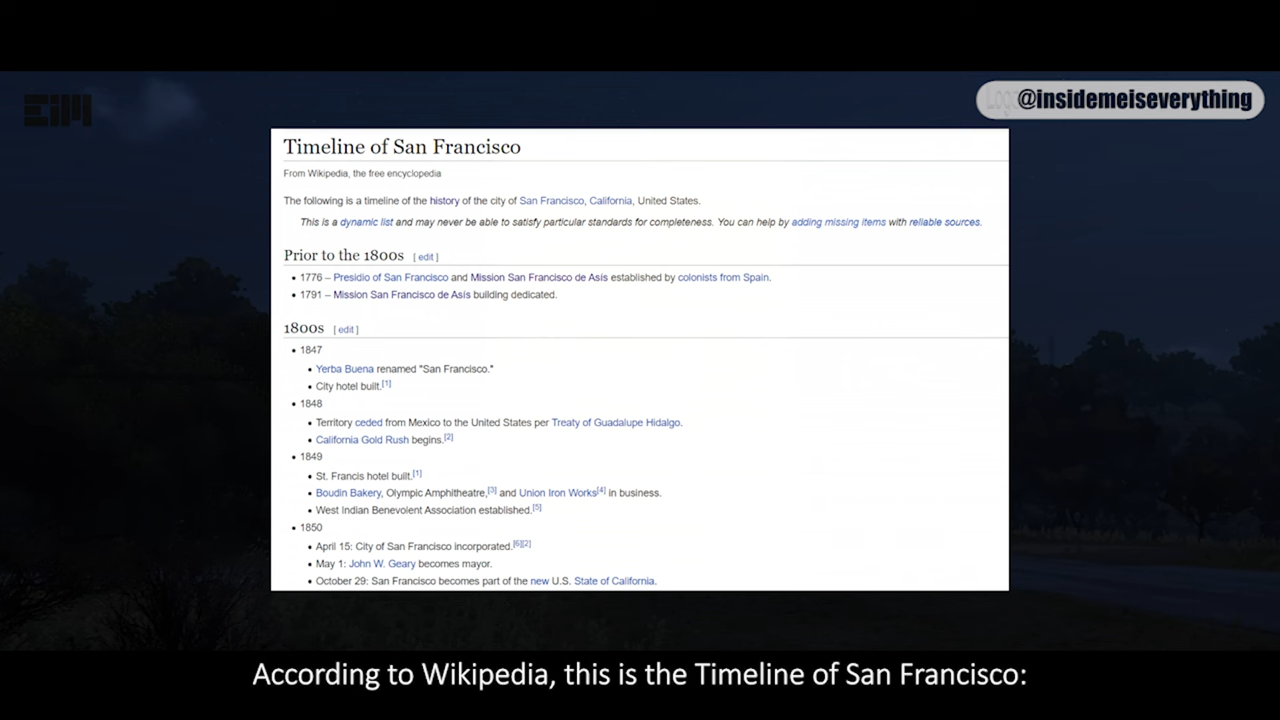 EiM
@insidemeiseverything
Timeline of San Francisco
From Wikipedia, the free encyclopedia
The following is a timeline of the history of the city of San Francisco, California, United States.
This is a dynamic list and may never be able to satisfy particular standards for completeness. You can help by adding missing items with reliable sources.
Prior to the 1800s [ edit ]
• 1776 – Presidio of San Francisco and Mission San Francisco de Asís established by colonists from Spain.
• 1791 – Mission San Francisco de Asís building dedicated.
1800s [ edit ]
• 1847
• Yerba Buena renamed "San Francisco."
• City hotel built.[1]
• 1848
• Territory ceded from Mexico to the United States per Treaty of Guadalupe Hidalgo.
• California Gold Rush begins.[2]
• 1849
• St. Francis hotel built.[1]
• Boudin Bakery, Olympic Amphitheatre,[3] and Union Iron Works[4] in business.
• West Indian Benevolent Association established.[5]
• 1850
• April 15: City of San Francisco incorporated.[6][2]
• May 1: John W. Geary becomes mayor.
• October 29: San Francisco becomes part of the new U.S. State of California.
According to Wikipedia, this is the Timeline of San Francisco: